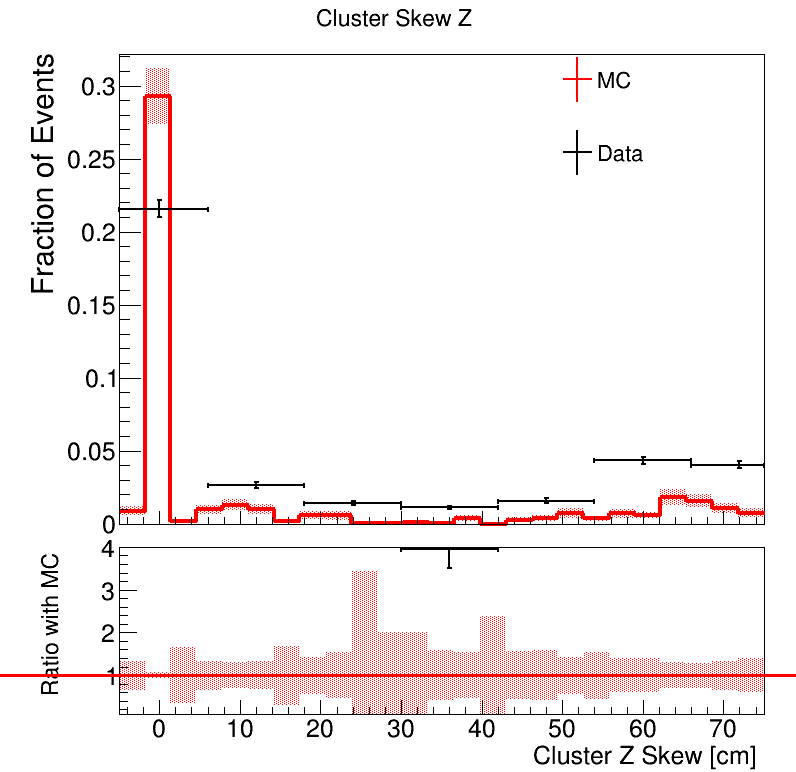 Cluster Skew Z
Fraction of Events
0.3
0.25
0.2
0.15
0.1
0.05
0
MC
Data
Ratio with MC
4
3
2
1
0 10 20 30 40 50 60 70
Cluster Z Skew [cm]